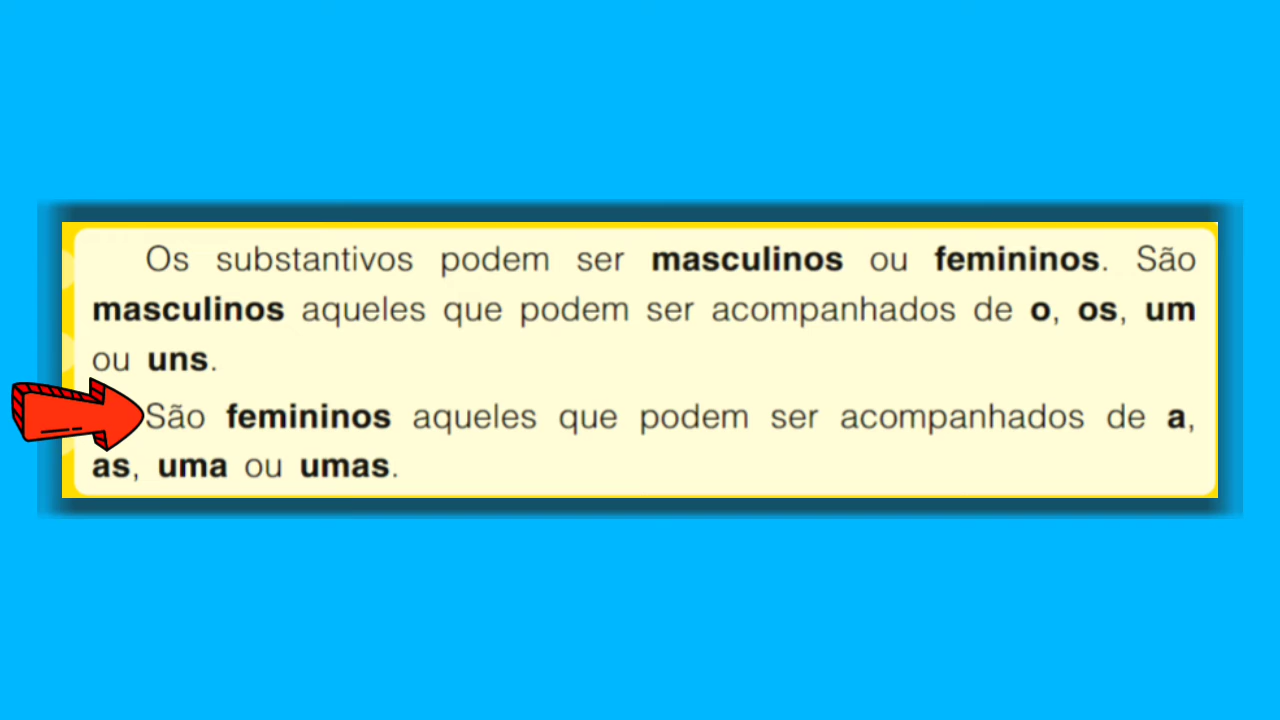 Os substantivos podem ser masculinos ou femininos. São
masculinos aqueles que podem ser acompanhados de o, os, um
ou uns.
São femininos aqueles que podem ser acompanhados de a,
as, uma ou umas.